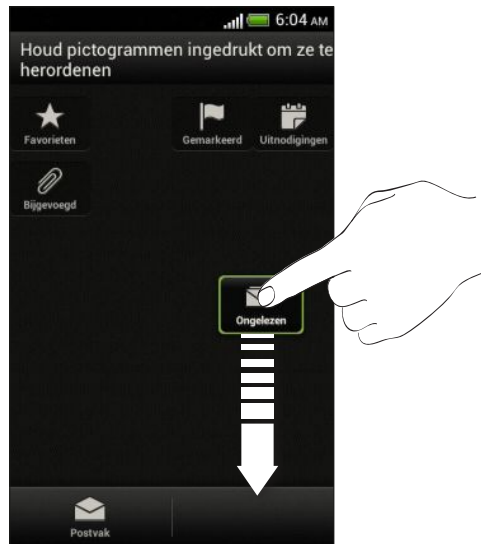 6:04 AM
Houd pictogrammen ingedrukt om ze te
herordenen
Favorieten
Gemarkeerd
Uitnodigingen
Bijgevoegd
Ongelezen
Postvak